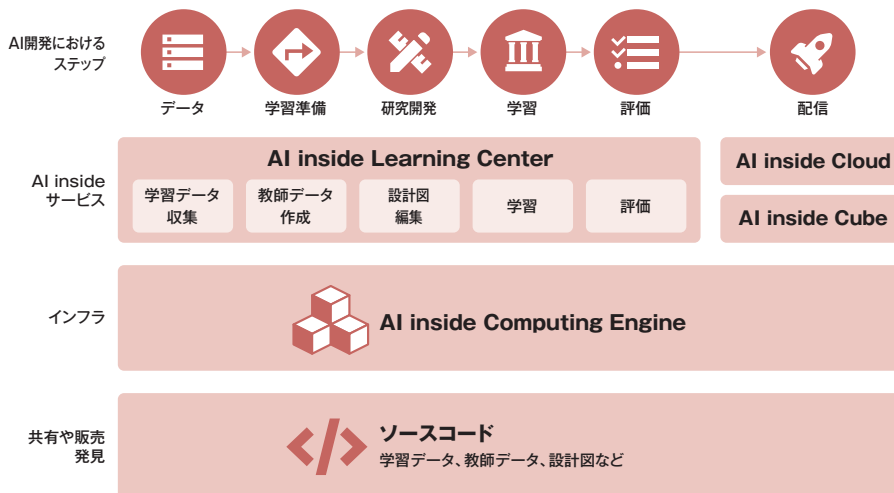 AI開発における
ステップ
データ
学習準備
研究開発
学習
評価
配信
AI inside
サービス
AI inside Learning Center
学習データ
収集
教師データ
作成
設計図
編集
学習
評価
AI inside Cloud
AI inside Cube
インフラ
AI inside Computing Engine
共有や販売
発見
ソースコード
学習データ、教師データ、設計図など